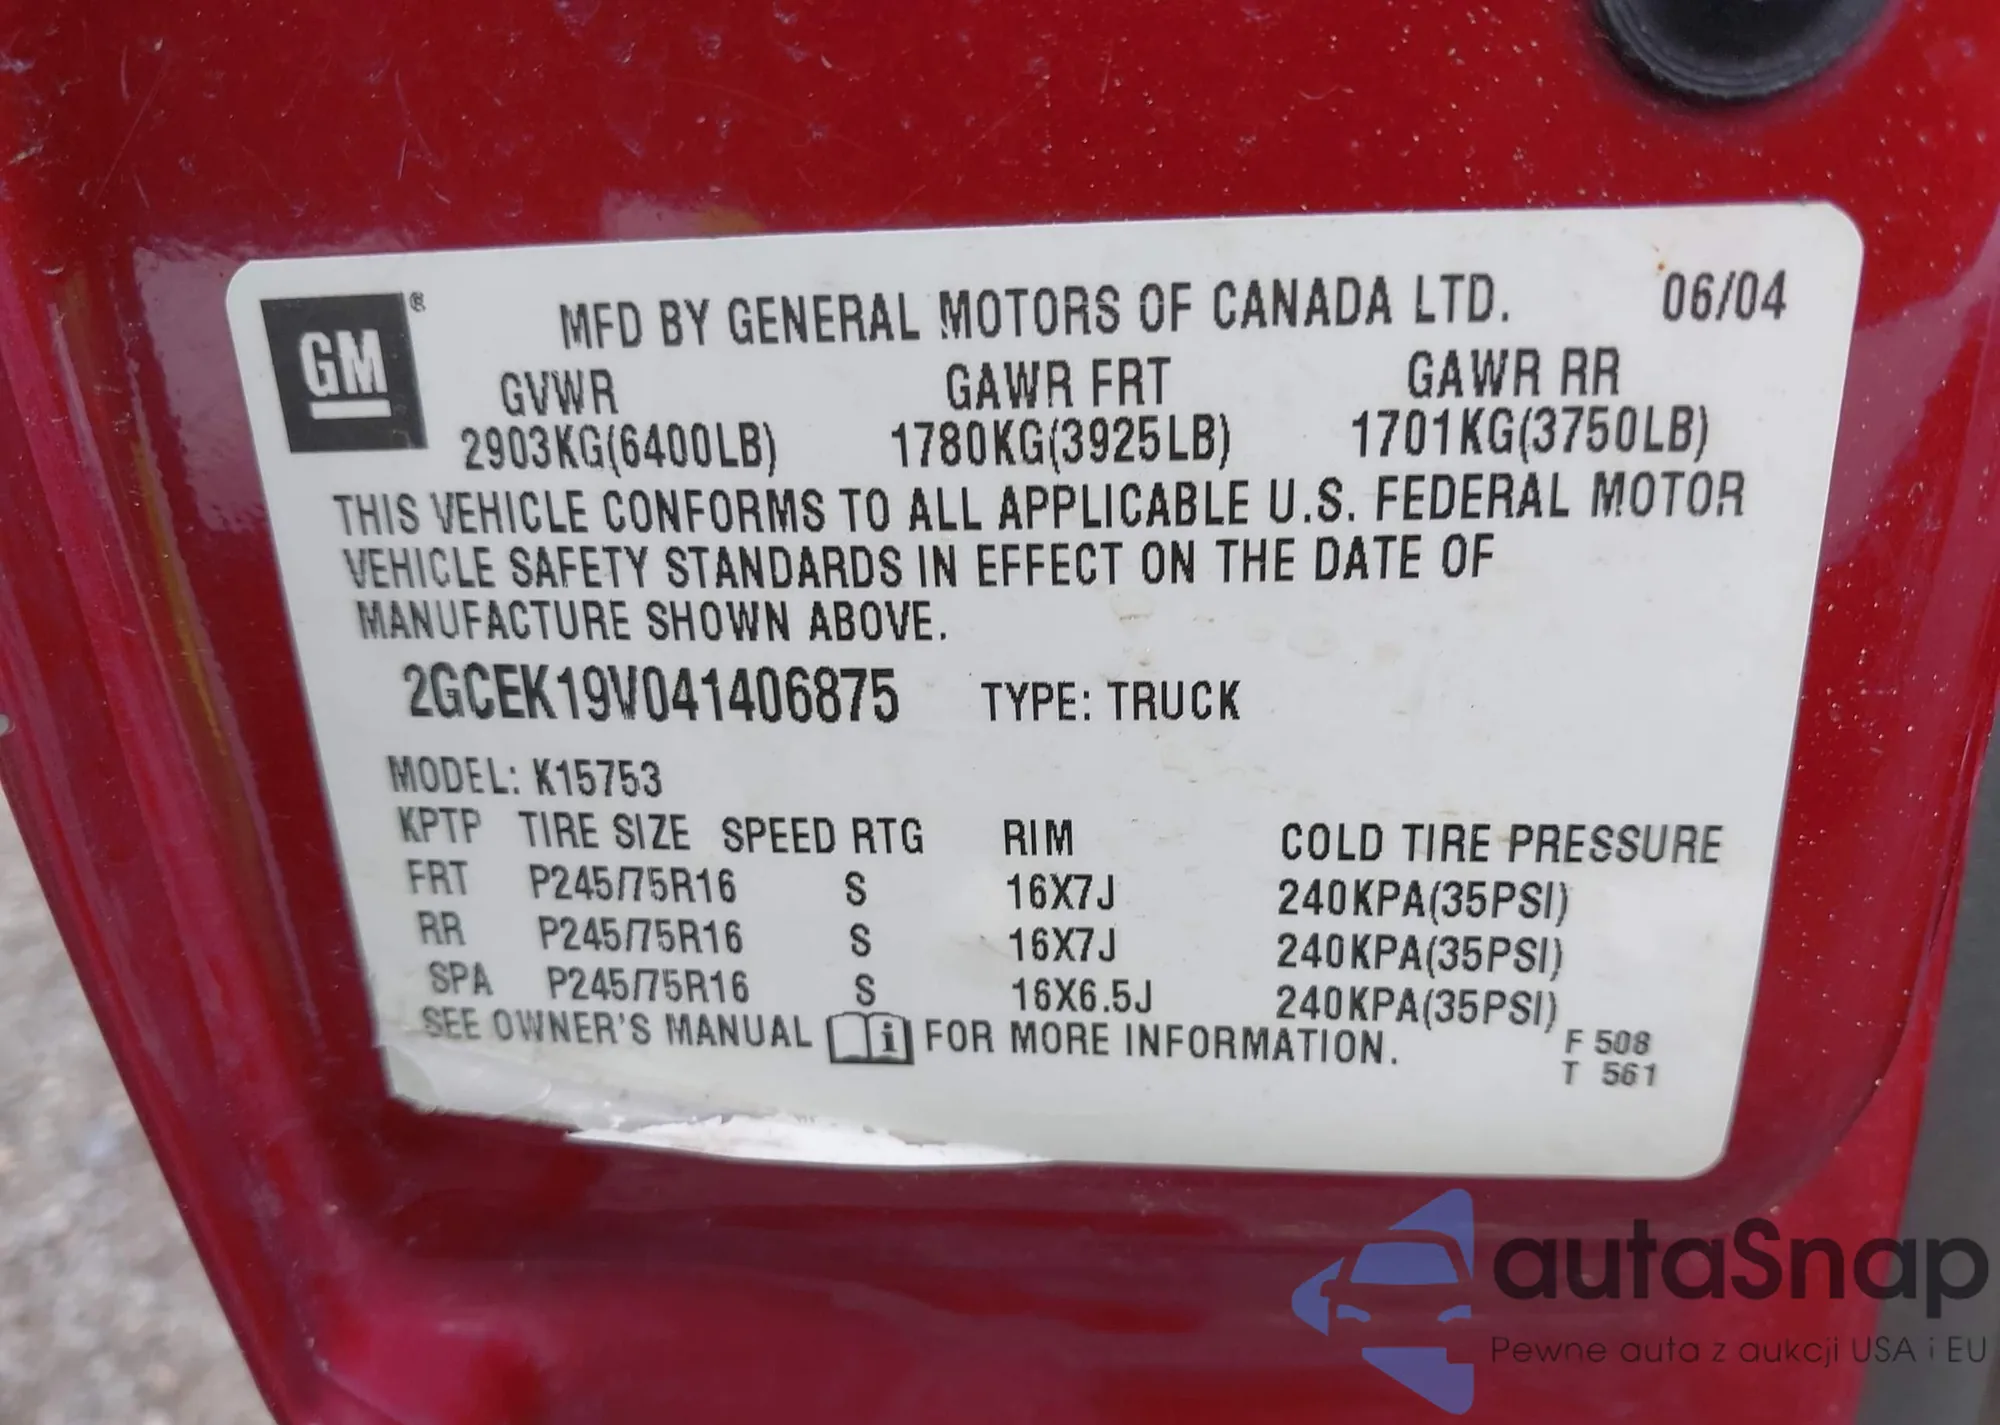 GM®
MFD BY GENERAL MOTORS OF CANADA LTD. 06/04
GVWR GAWR FRT GAWR RR
2903KG(6400LB) 1780KG(3925LB) 1701KG(3750LB)
THIS VEHICLE CONFORMS TO ALL APPLICABLE U.S. FEDERAL MOTOR
VEHICLE SAFETY STANDARDS IN EFFECT ON THE DATE OF
MANUFACTURE SHOWN ABOVE.
2GCEK19V041406875 TYPE: TRUCK
MODEL: K15753
KPTP TIRE SIZE SPEED RTG RIM COLD TIRE PRESSURE
FRT P245/75R16 S 16X7J 240KPA(35PSI)
RR P245/75R16 S 16X7J 240KPA(35PSI)
SPA P245/75R16 S 16X6.5J 240KPA(35PSI)
SEE OWNER'S MANUAL i FOR MORE INFORMATION.
F 508
T 561
autaSnap
Pewne auta z aukcji USA i EU